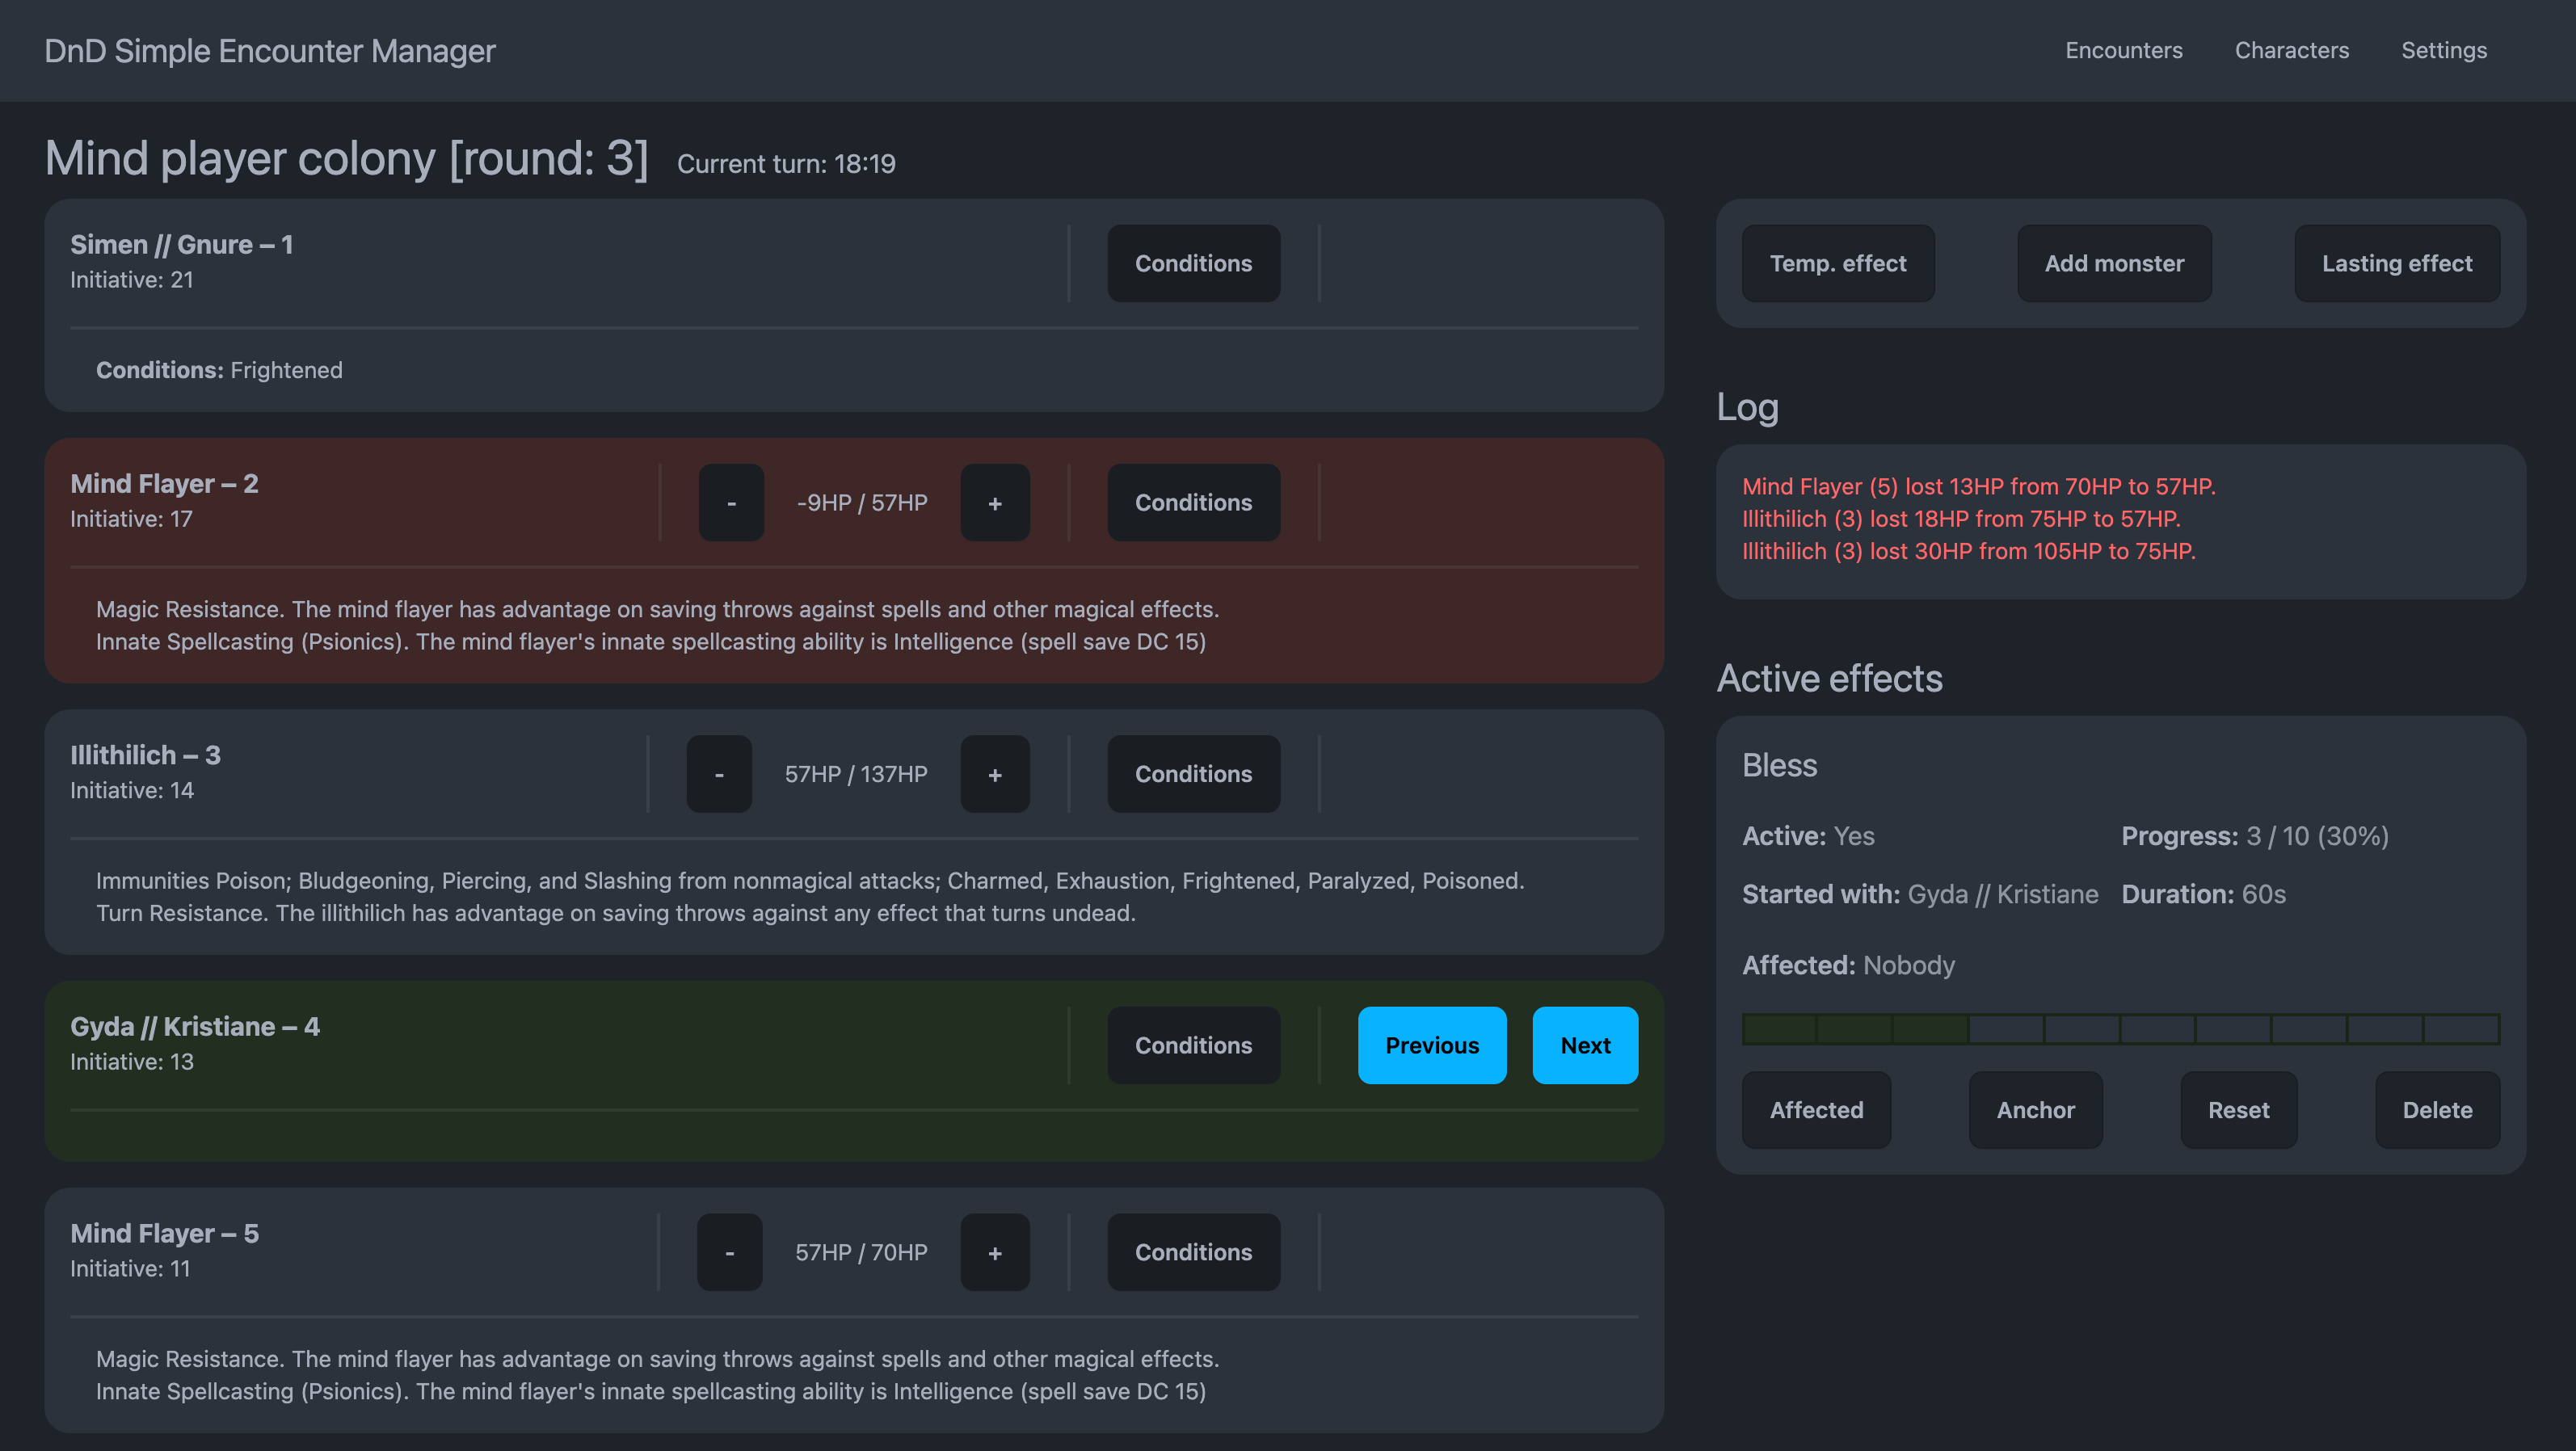 DnD Simple Encounter Manager
Encounters Characters Settings
Mind player colony [round: 3] Current turn: 18:19
Simen // Gnure – 1
Initiative: 21
Conditions
Conditions: Frightened
Mind Flayer – 2
Initiative: 17
- -9HP / 57HP +
Conditions
Magic Resistance. The mind flayer has advantage on saving throws against spells and other magical effects.
Innate Spellcasting (Psionics). The mind flayer's innate spellcasting ability is Intelligence (spell save DC 15)
Illithilich – 3
Initiative: 14
- 57HP / 137HP +
Conditions
Immunities Poison; Bludgeoning, Piercing, and Slashing from nonmagical attacks; Charmed, Exhaustion, Frightened, Paralyzed, Poisoned.
Turn Resistance. The illithilich has advantage on saving throws against any effect that turns undead.
Gyda // Kristiane – 4
Initiative: 13
Conditions
Previous Next
Mind Flayer – 5
Initiative: 11
- 57HP / 70HP +
Conditions
Magic Resistance. The mind flayer has advantage on saving throws against spells and other magical effects.
Innate Spellcasting (Psionics). The mind flayer's innate spellcasting ability is Intelligence (spell save DC 15)
Temp. effect Add monster Lasting effect
Log
Mind Flayer (5) lost 13HP from 70HP to 57HP.
Illithilich (3) lost 18HP from 75HP to 57HP.
Illithilich (3) lost 30HP from 105HP to 75HP.
Active effects
Bless
Active: Yes Progress: 3 / 10 (30%)
Started with: Gyda // Kristiane Duration: 60s
Affected: Nobody
Affected Anchor Reset Delete